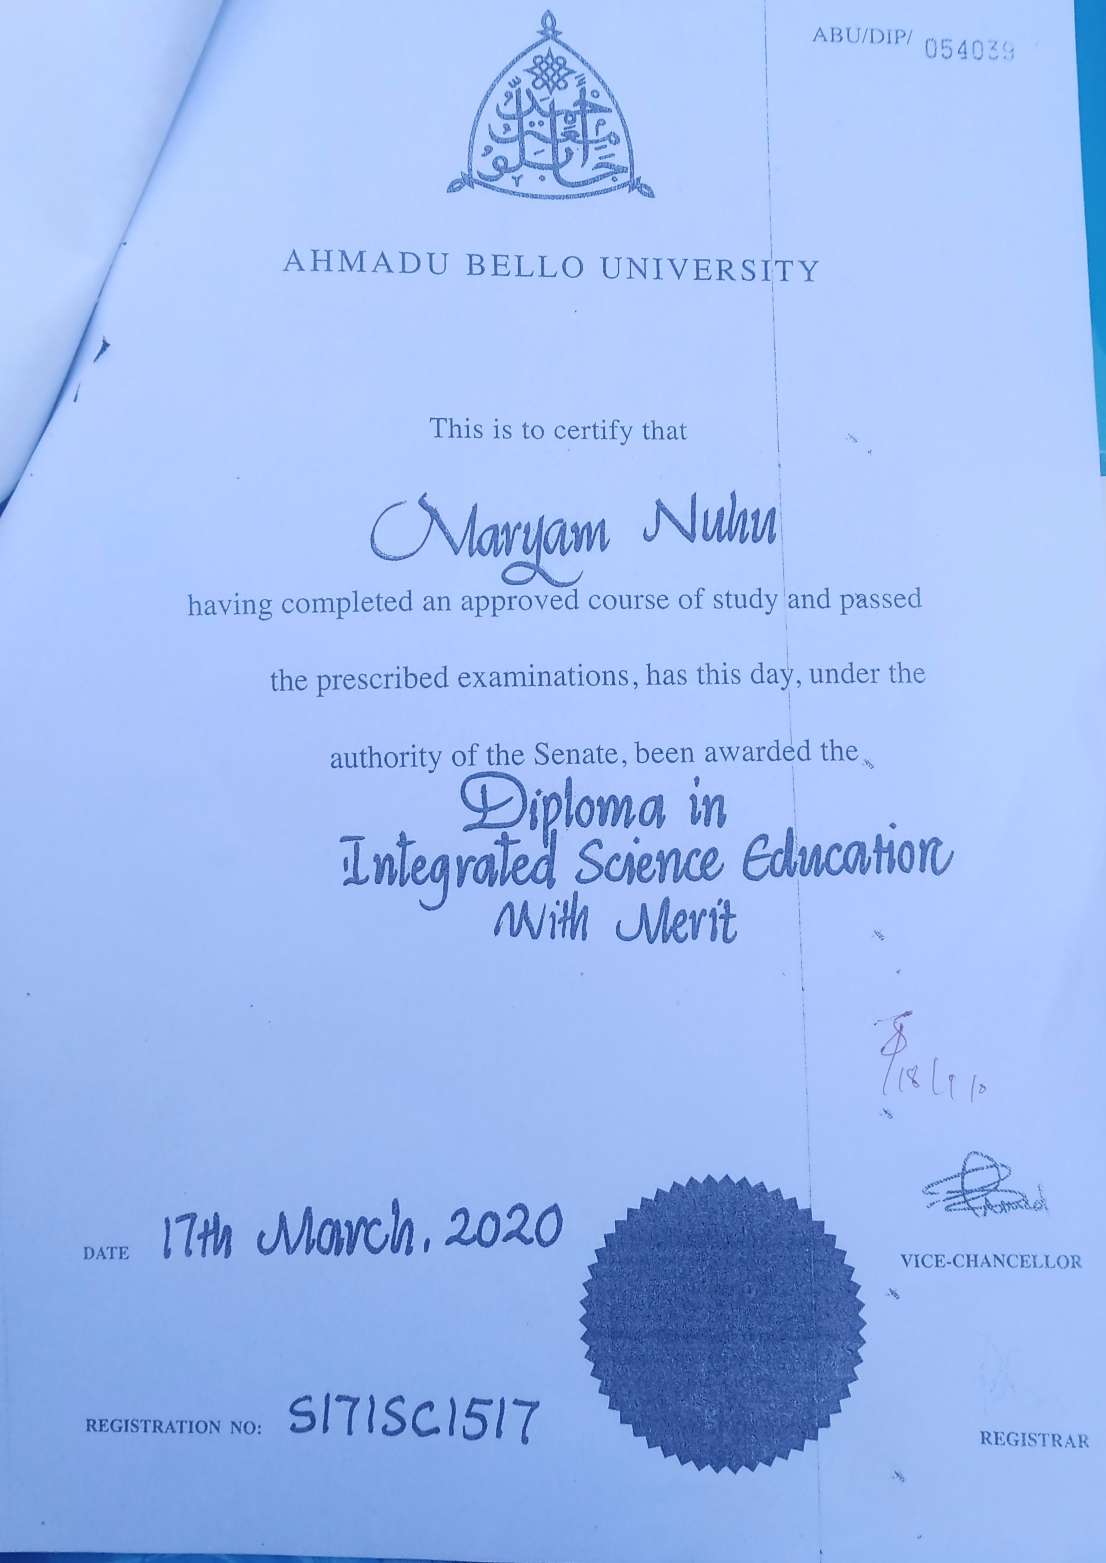 ABU/DIP/ 054039
AHMADU BELLO UNIVERSITY
This is to certify that
Maryam Nuhu
having completed an approved course of study and passed
the prescribed examinations, has this day, under the
authority of the Senate, been awarded the
Diploma in
Integrated Science Education
With Merit
DATE 17th March, 2020
VICE-CHANCELLOR
REGISTRATION NO: S17ISC1517
REGISTRAR